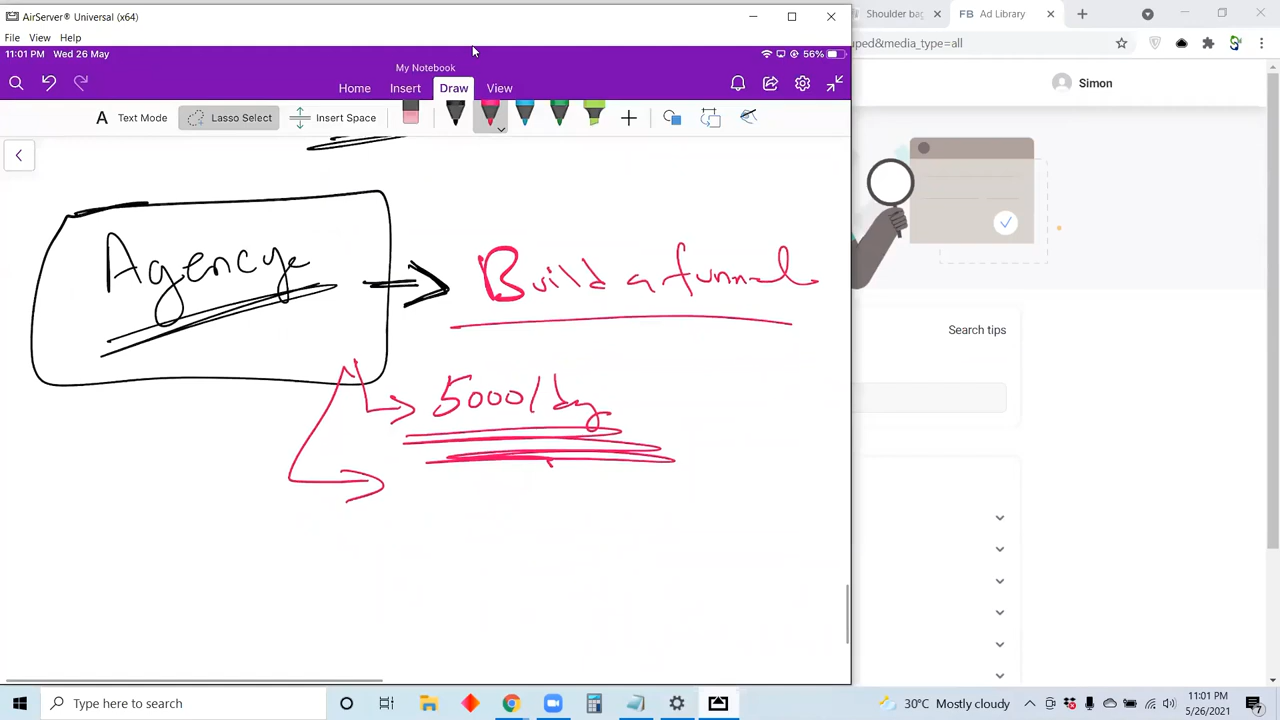 AirServer® Universal (x64)
Shoulder ba
FB Ad Library
File View Help
uped&media_type=all
11:01 PM Wed 26 May
56%
My Notebook
Home Insert Draw View
Simon
A Text Mode Lasso Select Insert Space
Agency
Build a funnel
Search tips
5000/day
Type here to search
30°C Mostly cloudy
11:01 PM
5/26/2021
7